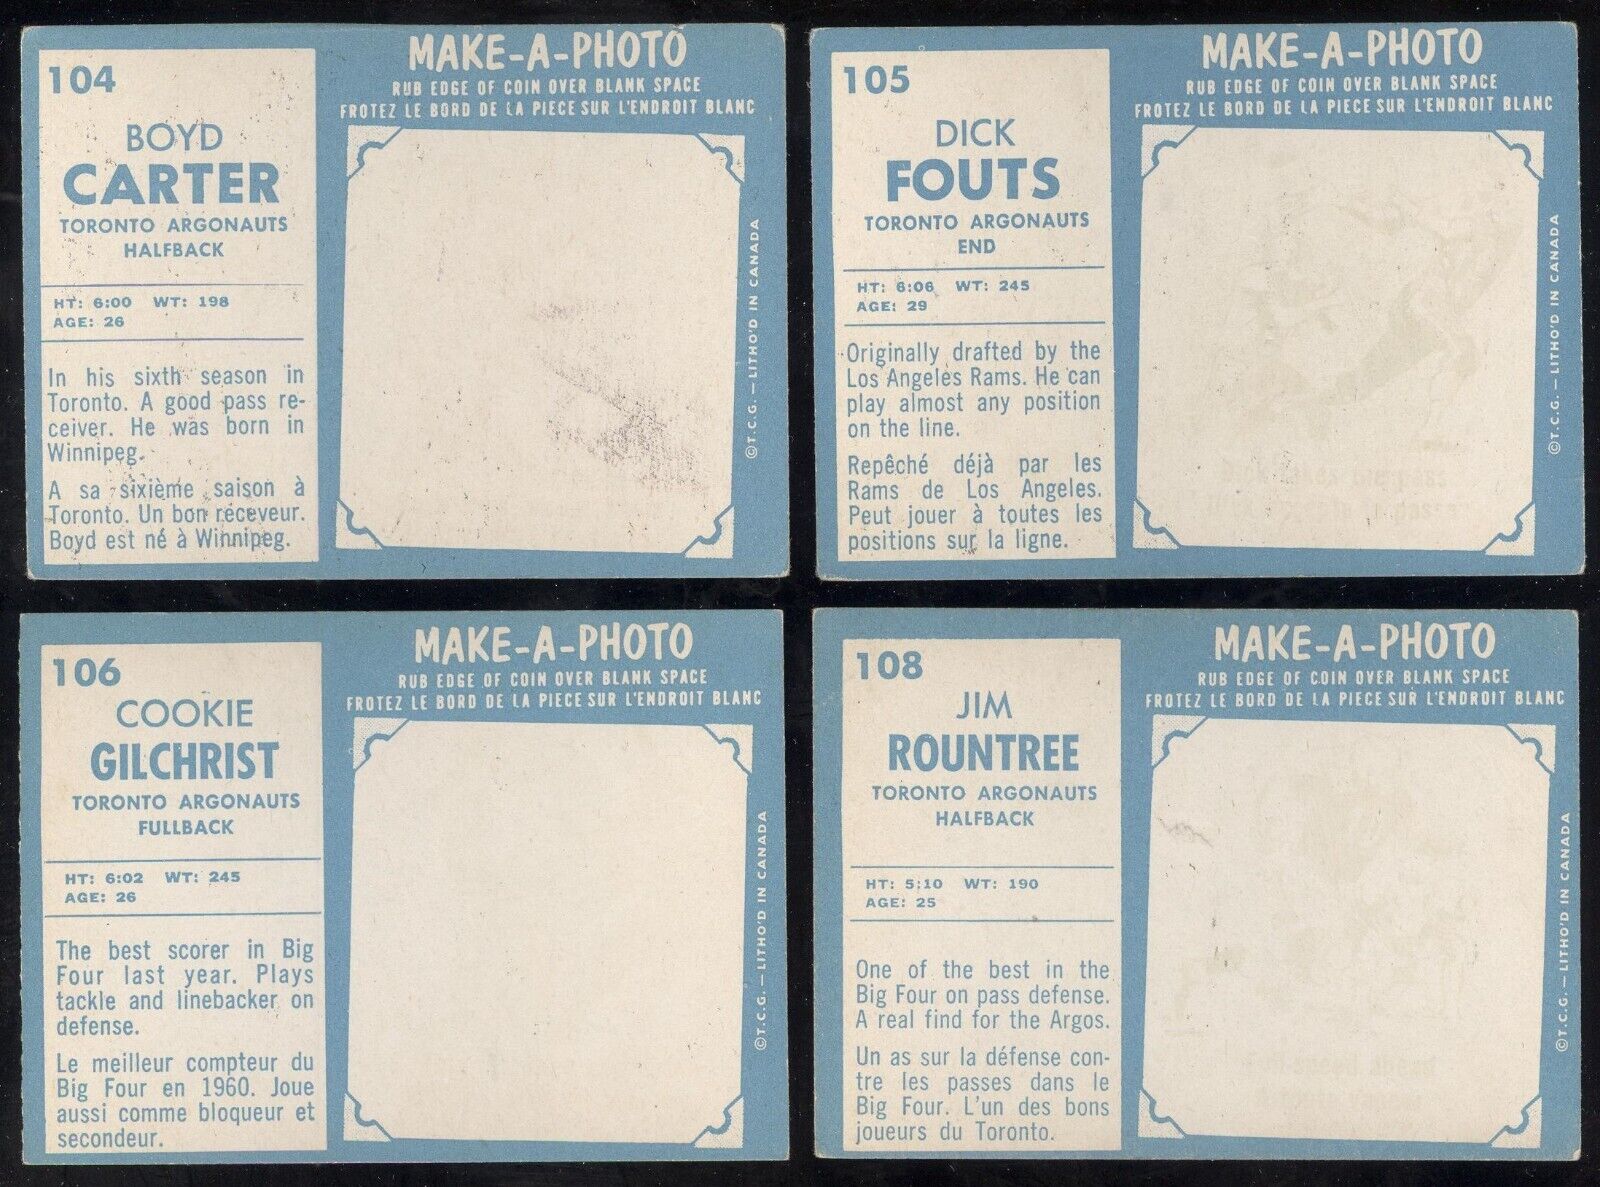 104
BOYD
CARTER
TORONTO ARGONAUTS
HALFBACK
HT: 6:00 WT: 198
AGE: 26
In his sixth season in
Toronto. A good pass re-
ceiver. He was born in
Winnipeg.
A sa sixième saison à
Toronto. Un bon receveur.
Boyd est né à Winnipeg.
MAKE-A-PHOTO
RUB EDGE OF COIN OVER BLANK SPACE
FROTEZ LE BORD DE LA PIECE SUR L'ENDROIT BLANC
©T.C.G.—LITHO'D IN CANADA
105
DICK
FOUTS
TORONTO ARGONAUTS
END
HT: 6:06 WT: 245
AGE: 29
Originally drafted by the
Los Angeles Rams. He can
play almost any position
on the line.
Repêché déjà par les
Rams de Los Angeles.
Peut jouer à toutes les
positions sur la ligne.
MAKE-A-PHOTO
RUB EDGE OF COIN OVER BLANK SPACE
FROTEZ LE BORD DE LA PIECE SUR L'ENDROIT BLANC
©T.C.G.—LITHO'D IN CANADA
106
COOKIE
GILCHRIST
TORONTO ARGONAUTS
FULLBACK
HT: 6:02 WT: 245
AGE: 26
The best scorer in Big
Four last year. Plays
tackle and linebacker on
defense.
Le meilleur compteur du
Big Four en 1960. Joue
aussi comme bloqueur et
secondeur.
MAKE-A-PHOTO
RUB EDGE OF COIN OVER BLANK SPACE
FROTEZ LE BORD DE LA PIECE SUR L'ENDROIT BLANC
©T.C.G.—LITHO'D IN CANADA
108
JIM
ROUNTREE
TORONTO ARGONAUTS
HALFBACK
HT: 5:10 WT: 190
AGE: 25
One of the best in the
Big Four on pass defense.
A real find for the Argos.
Un as sur la défense con-
tre les passes dans le
Big Four. L'un des bons
joueurs du Toronto.
MAKE-A-PHOTO
RUB EDGE OF COIN OVER BLANK SPACE
FROTEZ LE BORD DE LA PIECE SUR L'ENDROIT BLANC
©T.C.G.—LITHO'D IN CANADA